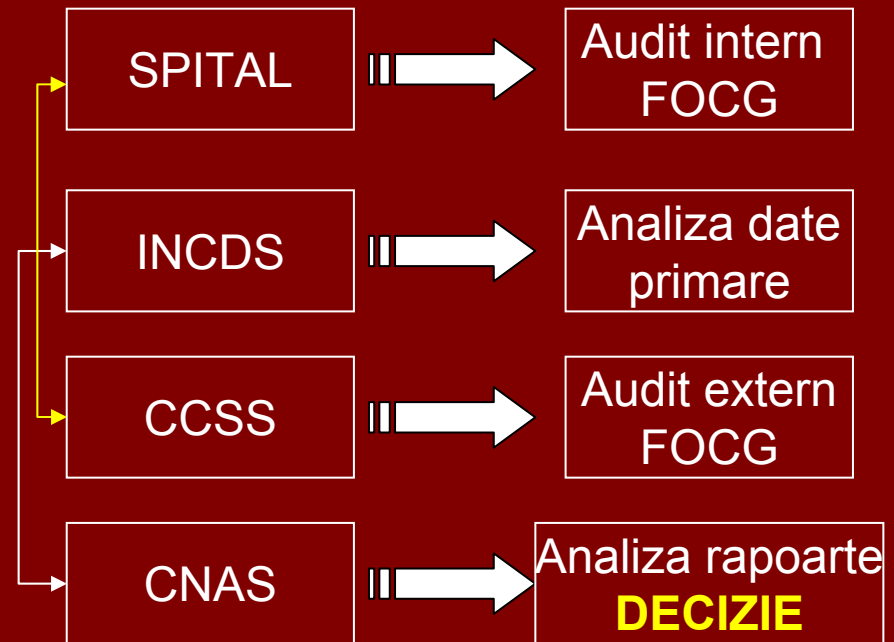 SPITAL
Audit intern
FOCG
INCDS
Analiza date
primare
CCSS
Audit extern
FOCG
CNAS
Analiza rapoarte
DECIZIE